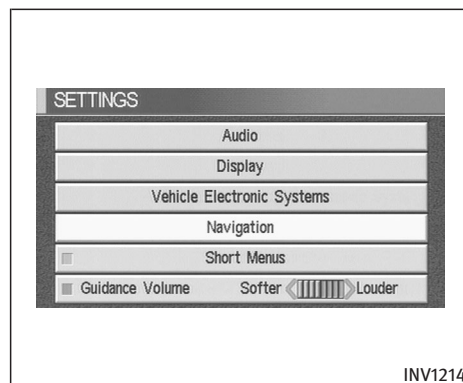 SETTINGS
Audio
Display
Vehicle Electronic Systems
Navigation
Short Menus
Guidance Volume Softer Louder
INV1214